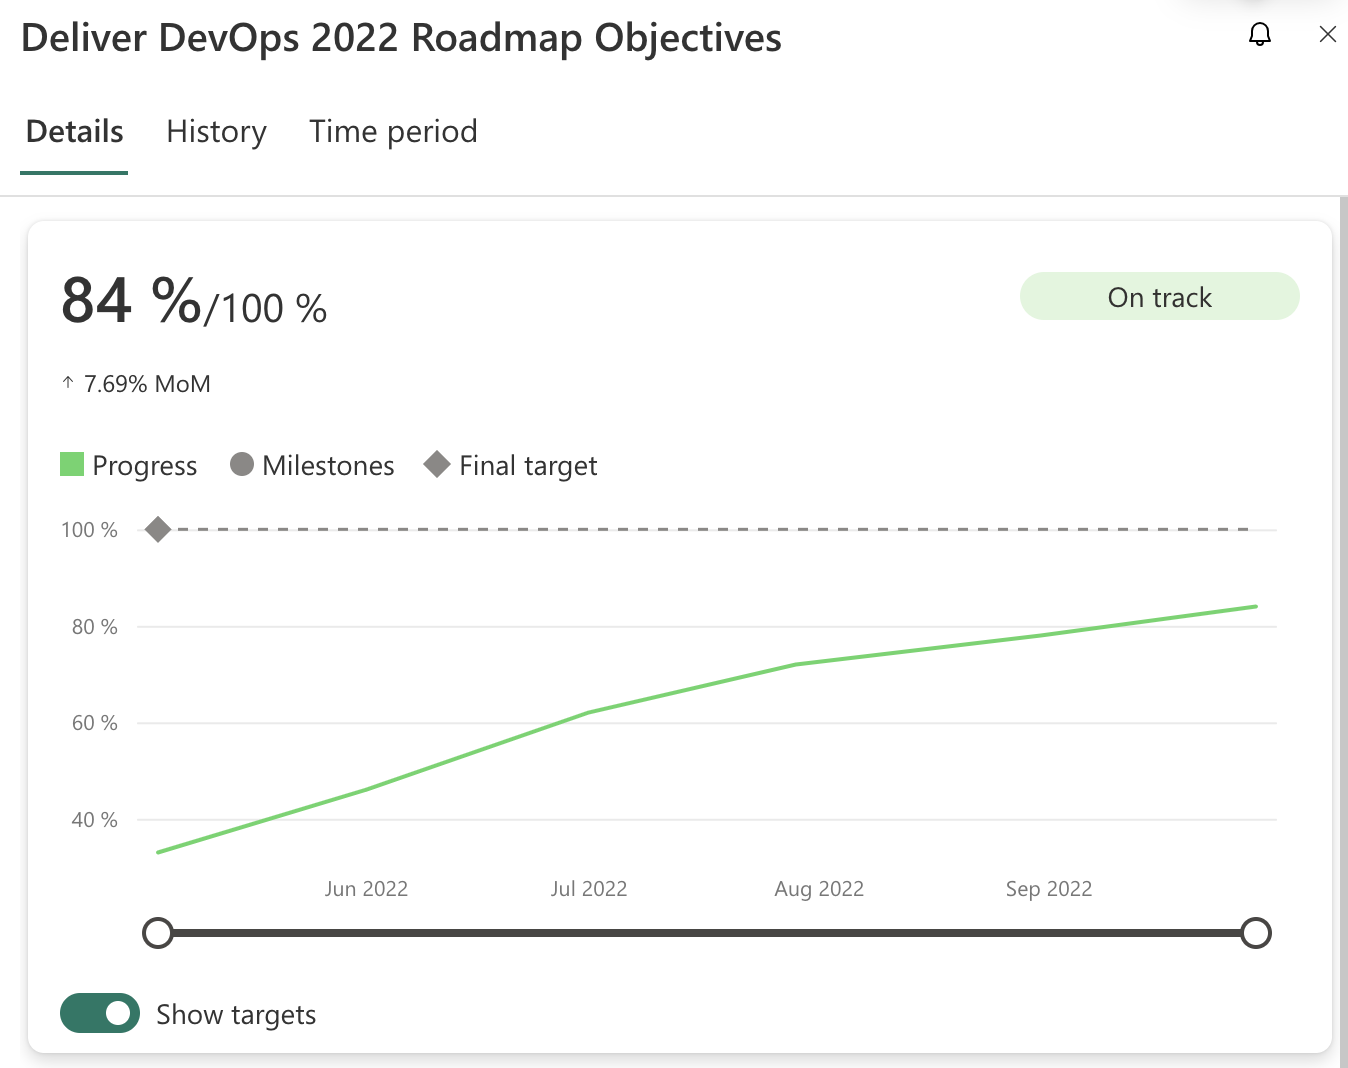 Deliver DevOps 2022 Roadmap Objectives
Details History Time period
84 %/100 %
On track
↑ 7.69% MoM
Progress Milestones Final target
100 %
80 %
60 %
40 %
Jun 2022 Jul 2022 Aug 2022 Sep 2022
Show targets